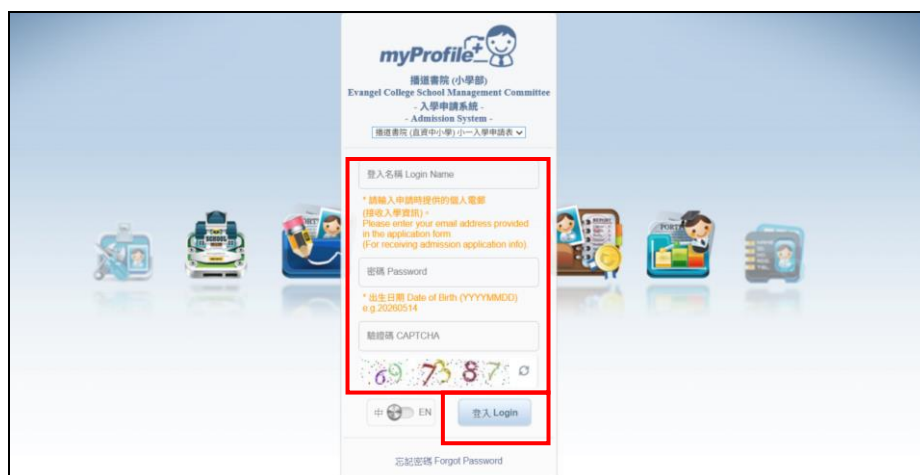 myProfile+
播道書院 (小學部)
Evangel College School Management Committee
- 入學申請系統 -
- Admission System -
播道書院 (直資中小學) 小一入學申請表
登入名稱 Login Name
* 請輸入申請時提供的個人電郵
(接收入學資訊)。
Please enter your email address provided
in the application form
(For receiving admission application info)
密碼 Password
* 出生日期 Date of Birth (YYYYMMDD)
e.g.20260514
驗證碼 CAPTCHA
69 73 87
中 EN
登入 Login
忘記密碼 Forgot Password
SCHOOL
REPORT
PORT